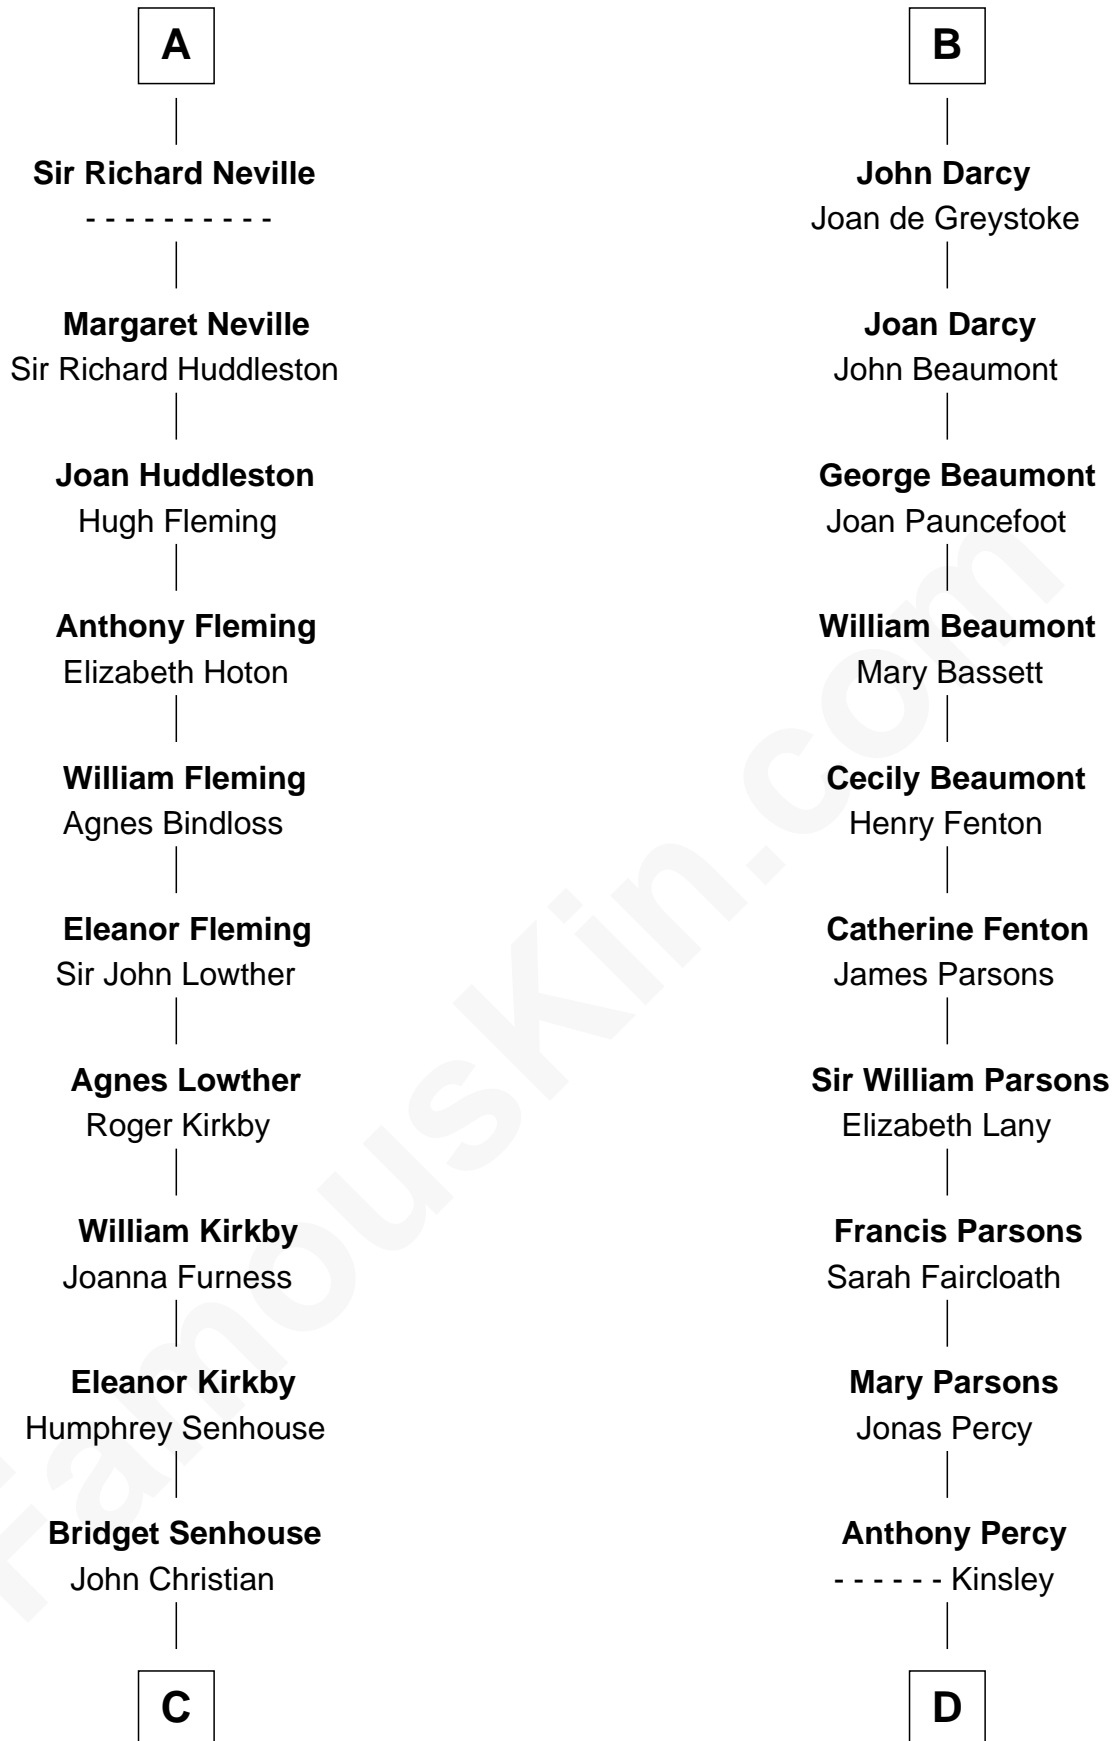 A
Sir Richard Neville
- - - - - - - - - -
Margaret Neville
Sir Richard Huddleston
Joan Huddleston
Hugh Fleming
Anthony Fleming
Elizabeth Hoton
William Fleming
Agnes Bindloss
Eleanor Fleming
Sir John Lowther
Agnes Lowther
Roger Kirkby
William Kirkby
Joanna Furness
Eleanor Kirkby
Humphrey Senhouse
Bridget Senhouse
John Christian
C
B
John Darcy
Joan de Greystoke
Joan Darcy
John Beaumont
George Beaumont
Joan Pauncefoot
William Beaumont
Mary Bassett
Cecily Beaumont
Henry Fenton
Catherine Fenton
James Parsons
Sir William Parsons
Elizabeth Lany
Francis Parsons
Sarah Faircloath
Mary Parsons
Jonas Percy
Anthony Percy
- - - - - - Kinsley
D
FamousKin.com